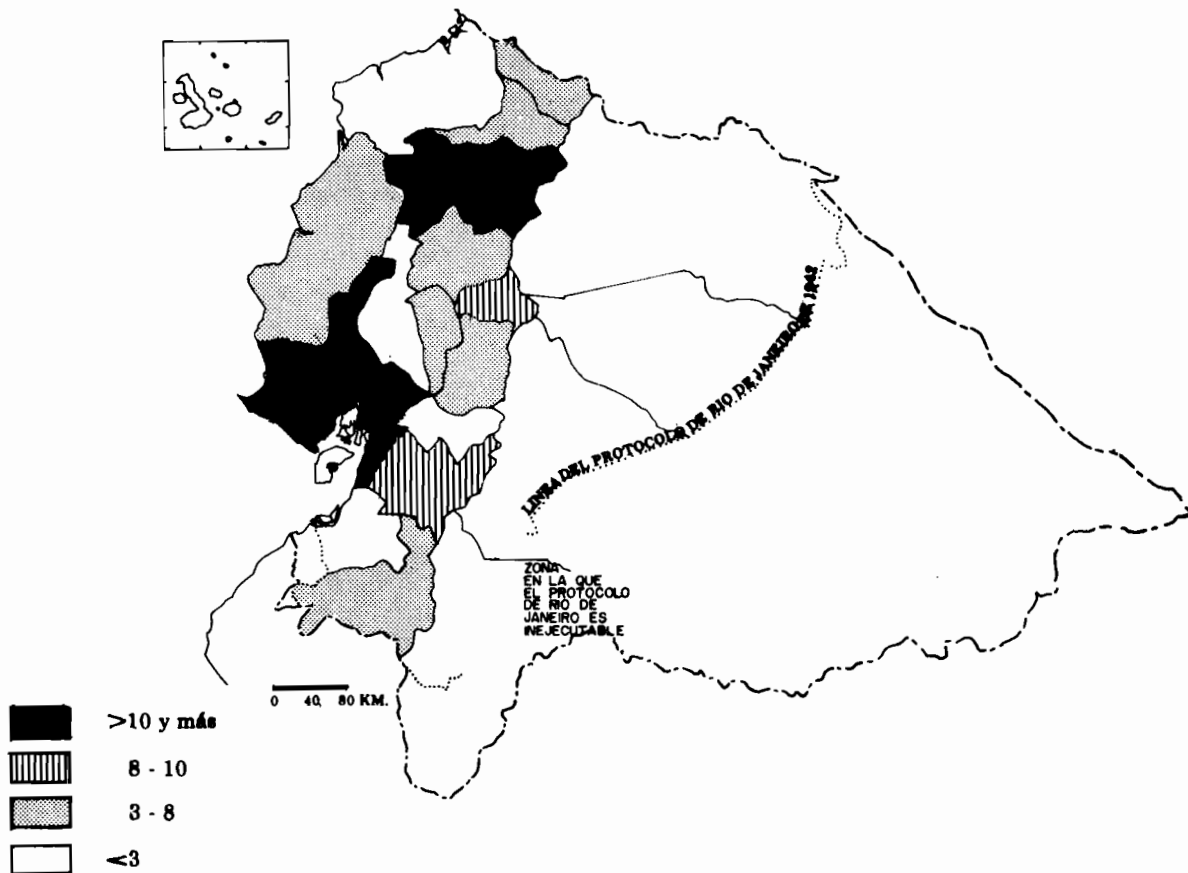 LINEA DEL PROTOCOLO DE RIO DE JANEIRO DE 1942
ZONA
EN LA QUE
EL PROTOCOLO
DE RIO DE
JANEIRO ES
INEJECUTABLE
0 40, 80 KM.
>10 y más
8 - 10
3 - 8
<3